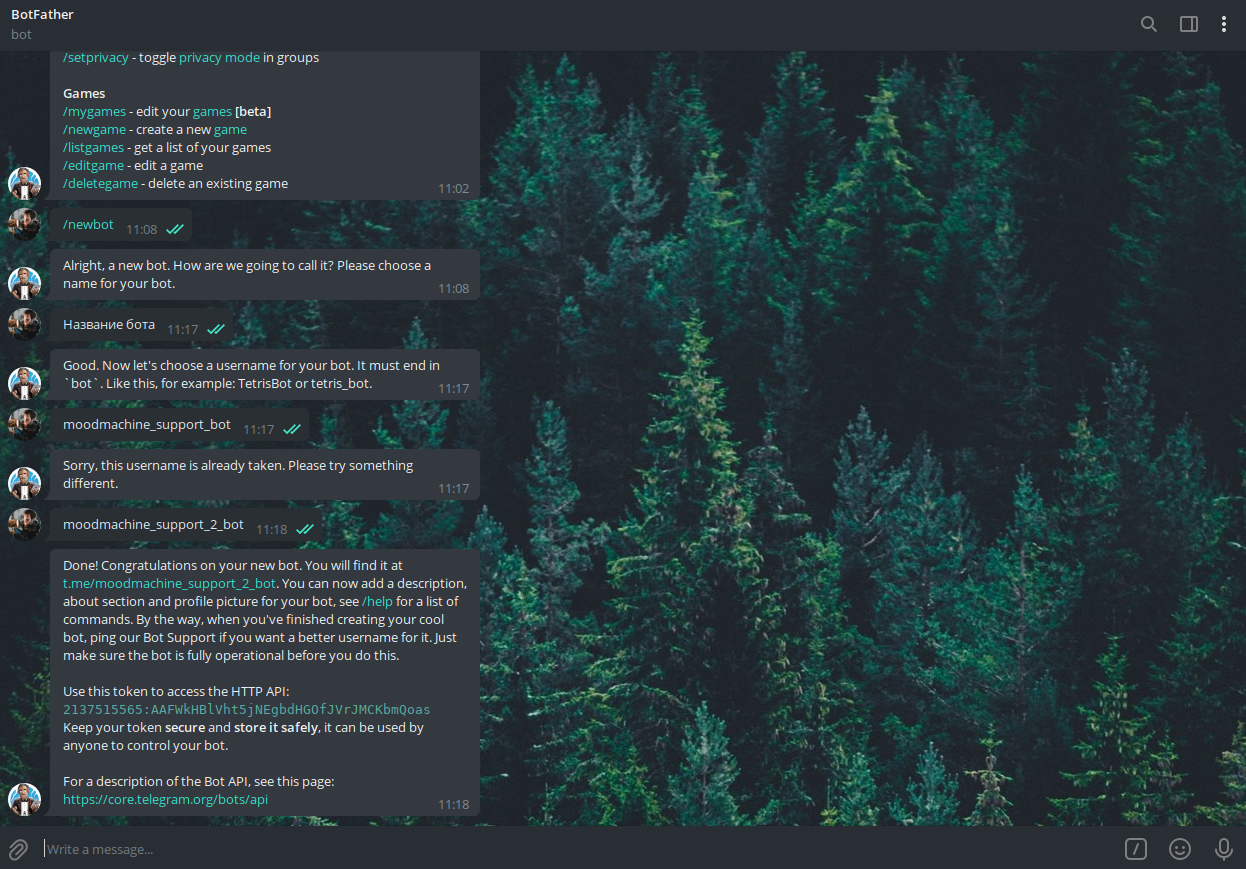 BotFather
bot
/setprivacy - toggle privacy mode in groups
Games
/mygames - edit your games [beta]
/newgame - create a new game
/listgames - get a list of your games
/editgame - edit a game
/deletegame - delete an existing game
11:02
/newbot 11:08
Alright, a new bot. How are we going to call it? Please choose a
name for your bot.
11:08
Название бота 11:17
Good. Now let's choose a username for your bot. It must end in
`bot`. Like this, for example: TetrisBot or tetris_bot.
11:17
moodmachine_support_bot 11:17
Sorry, this username is already taken. Please try something
different.
11:17
moodmachine_support_2_bot 11:18
Done! Congratulations on your new bot. You will find it at
t.me/moodmachine_support_2_bot. You can now add a description,
about section and profile picture for your bot, see /help for a list of
commands. By the way, when you've finished creating your cool
bot, ping our Bot Support if you want a better username for it. Just
make sure the bot is fully operational before you do this.
Use this token to access the HTTP API:
2137515565:AAFWkHBlVht5jNEgbdHGOfJVrJMCKbmQoas
Keep your token secure and store it safely, it can be used by
anyone to control your bot.
For a description of the Bot API, see this page:
https://core.telegram.org/bots/api
11:18
Write a message...